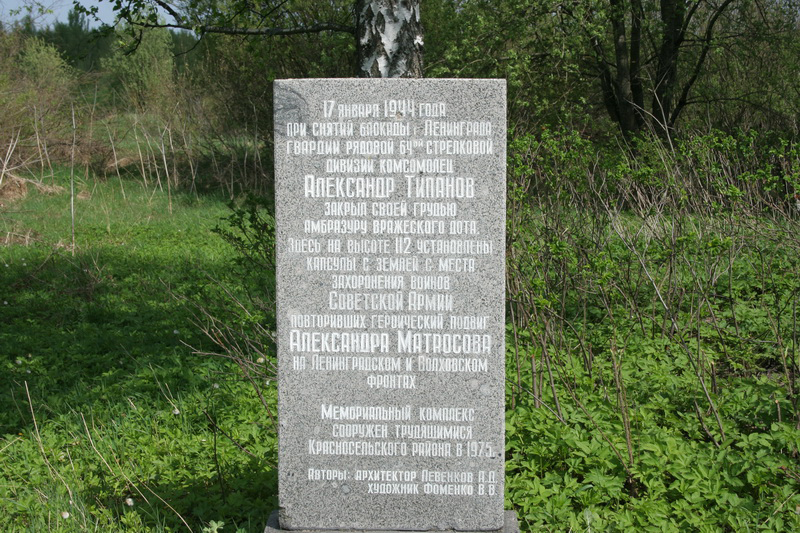 17 января 1944 года
при снятий блокады г. Ленинграда
гвардии рядовой 64ой стрелковой
дивизии комсомолец
Александр Типанов
закрыл своей грудью
амбразуру вражеского дота.
Здесь на высоте 112 установлены
капсулы с землей с места
захоронения воинов
Советской Армии
повторивших героический подвиг
Александра Матросова
на Ленинградском и Волховском
фронтах
Мемориальный комплекс
сооружен трудящимися
Красносельского района в 1975г.
Авторы: архитектор Левенков А.Д.
художник Фоменко В.В.